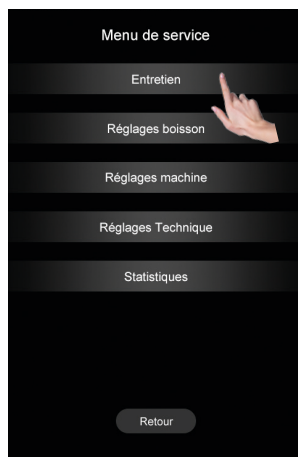 Menu de service
Entretien
Réglages boisson
Réglages machine
Réglages Technique
Statistiques
Retour